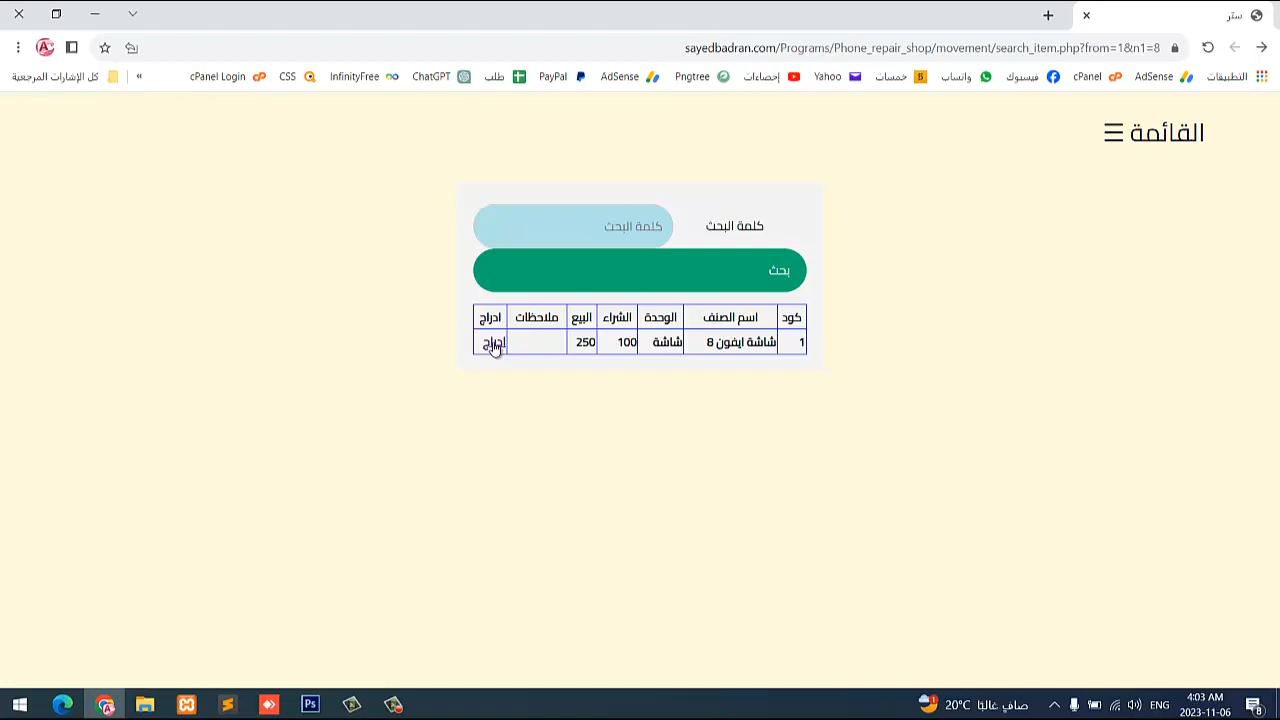 ستر
sayedbadran.com/Programs/Phone_repair_shop/movement/search_item.php?from=1&n1=8
التطبيقات AdSense cPanel فيسبوك واتساب خمسات Yahoo إحصاءات Pngtree AdSense PayPal طلب ChatGPT InfinityFree CSS cPanel Login » كل الإشارات المرجعية
القائمة ☰
كلمة البحث كلمة البحث
بحث
كود اسم الصنف الوحدة الشراء البيع ملاحظات ادراج
1 شاشة ايفون 8 شاشة 100 250 إدراج
20°C صافي غالبًا ENG 4:03 AM
2023-11-06